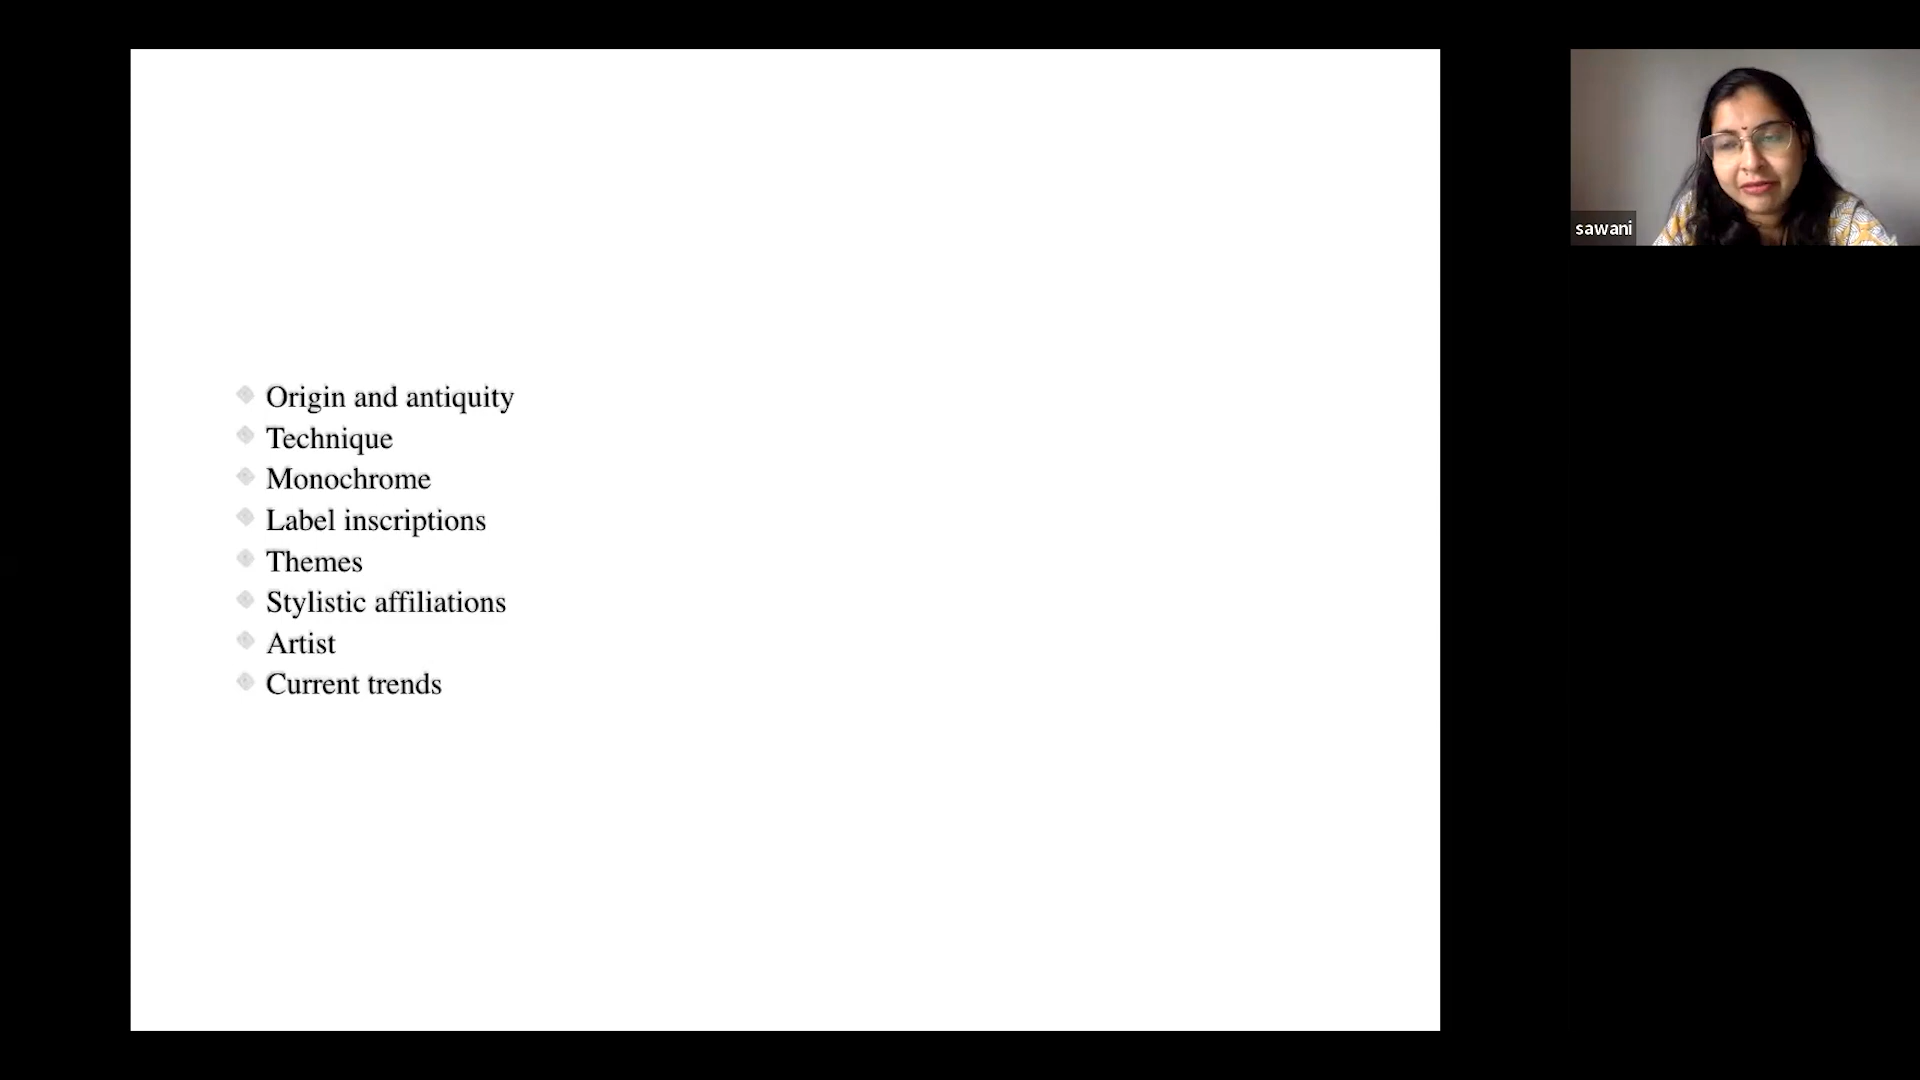 Origin and antiquity
Technique
Monochrome
Label inscriptions
Themes
Stylistic affiliations
Artist
Current trends
sawani